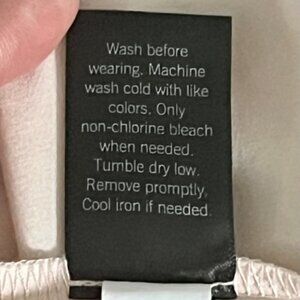 Wash before
wearing. Machine
wash cold with like
colors. Only
non-chlorine bleach
when needed.
Tumble dry low.
Remove promptly,
Cool iron if needed.